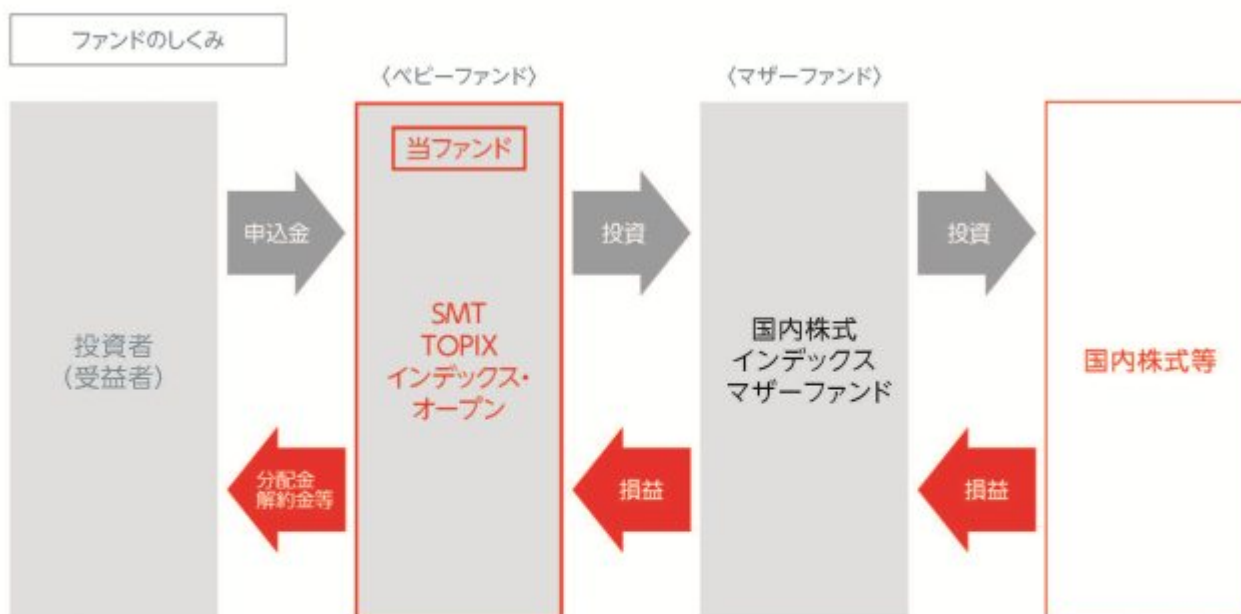 ファンドのしくみ
〈ベビーファンド〉
〈マザーファンド〉
当ファンド
申込金
投資
投資
投資者
(受益者)
SMT
TOPIX
インデックス・
オープン
国内株式
インデックス
マザーファンド
国内株式等
分配金
解約金等
損益
損益